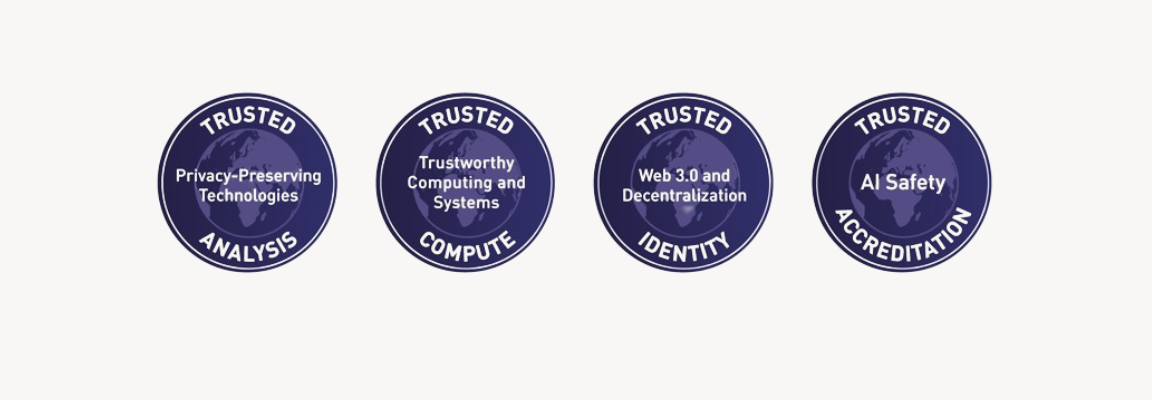 TRUSTED
Privacy-Preserving
Technologies
ANALYSIS
TRUSTED
Trustworthy
Computing and
Systems
COMPUTE
TRUSTED
Web 3.0 and
Decentralization
IDENTITY
TRUSTED
AI Safety
ACCREDITATION